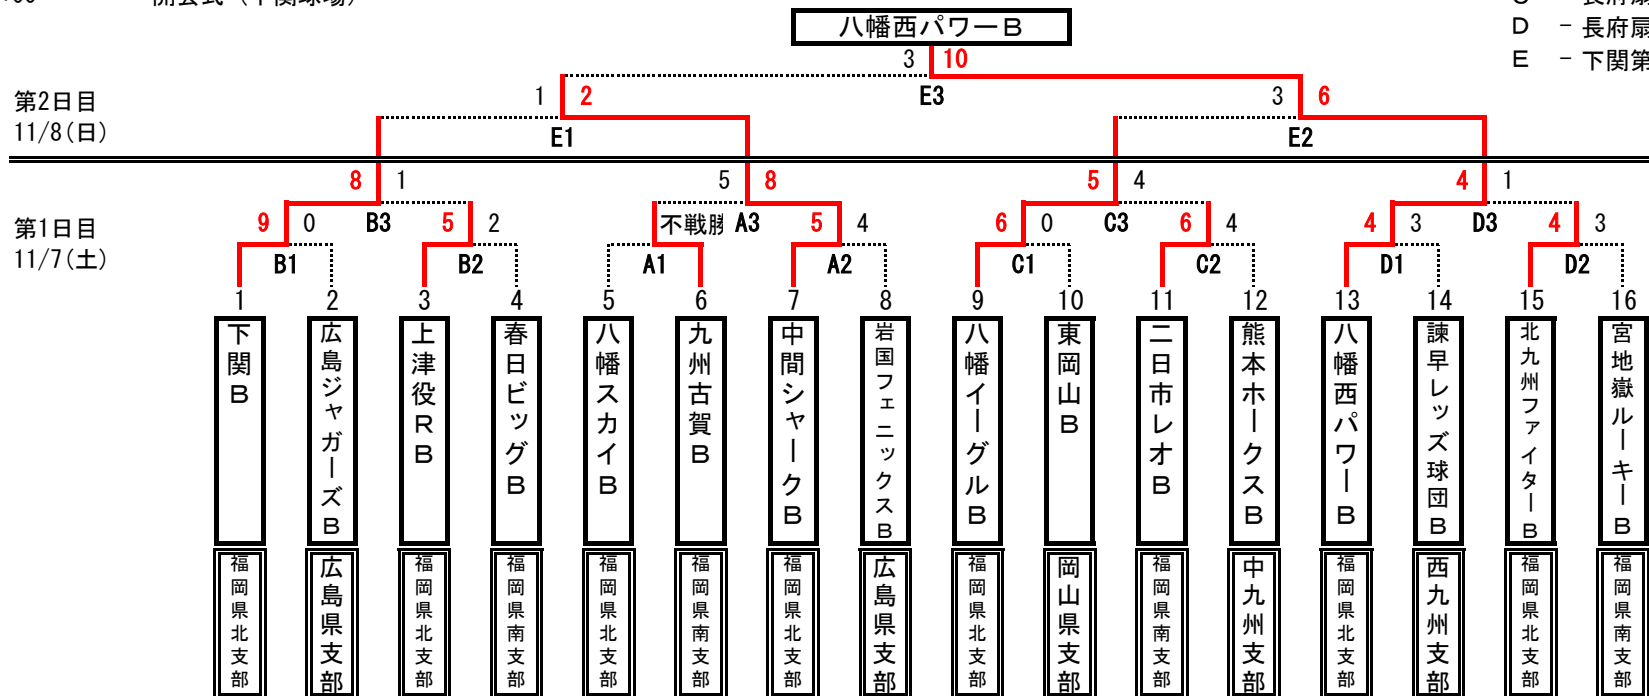 開会式（下関球場）
C － 長府扇
D － 長府扇
E － 下関第
八幡西パワーＢ
3 10
E3
第2日目
11/8(日)
1 2
3 6
E1
E2
8 1
5 8
5 4
4 1
第1日目
11/7(土)
9 0
B3
5 2
不戦勝
A3
5 4
6 0
C3
6 4
4 3
D3
4 3
B1
B2
A1
A2
C1
C2
D1
D2
1 2 3 4 5 6 7 8 9 10 11 12 13 14 15 16
下関Ｂ
広島ジャガーズＢ
上津役ＲＢ
春日ビッグＢ
八幡スカイＢ
九州古賀Ｂ
中間シャークＢ
岩国フェニックスＢ
八幡イーグルＢ
東岡山Ｂ
二日市レオＢ
熊本ホークスＢ
八幡西パワーＢ
諫早レッズ球団Ｂ
北九州ファイターＢ
宮地嶽ルーキーＢ
福岡県北支部
広島県支部
福岡県北支部
福岡県南支部
福岡県北支部
福岡県南支部
福岡県北支部
広島県支部
福岡県北支部
岡山県支部
福岡県南支部
中九州支部
福岡県北支部
西九州支部
福岡県北支部
福岡県南支部